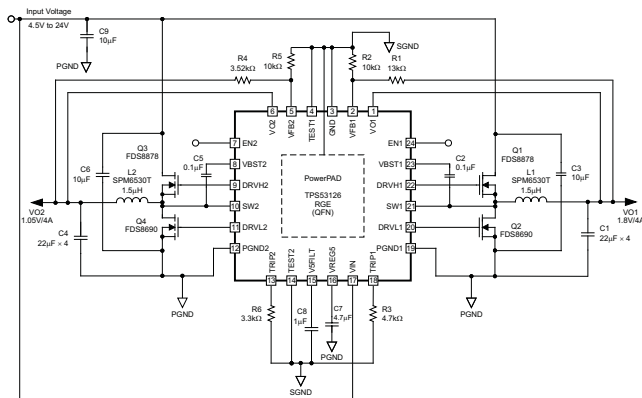 Input Voltage
4.5V to 24V
C9
10µF
PGND
SGND
R4
3.52kΩ
R5
10kΩ
R2
10kΩ
R1
13kΩ
6
5
4
3
2
1
VO2
VFB2
TEST1
GND
VFB1
VO1
Q3
FDS8878
C6
10µF
L2
SPM6530T
1.5µH
C5
0.1µF
VO2
1.05V/4A
C4
22µF × 4
Q4
FDS8690
PGND
7
EN2
8
VBST2
9
DRVH2
10
SW2
11
DRVL2
12
PGND2
PowerPAD
TPS53126
RGE
(QFN)
EN1
24
VBST1
23
DRVH1
22
SW1
21
DRVL1
20
PGND1
19
C2
0.1µF
Q1
FDS8878
L1
SPM6530T
1.5µH
C3
10µF
VO1
1.8V/4A
C1
22µF × 4
Q2
FDS8690
PGND
TRIP2
TEST2
V5FILT
VREG5
VIN
TRIP1
13
14
15
16
17
18
R6
3.3kΩ
C8
1µF
C7
4.7µF
R3
4.7kΩ
PGND
SGND